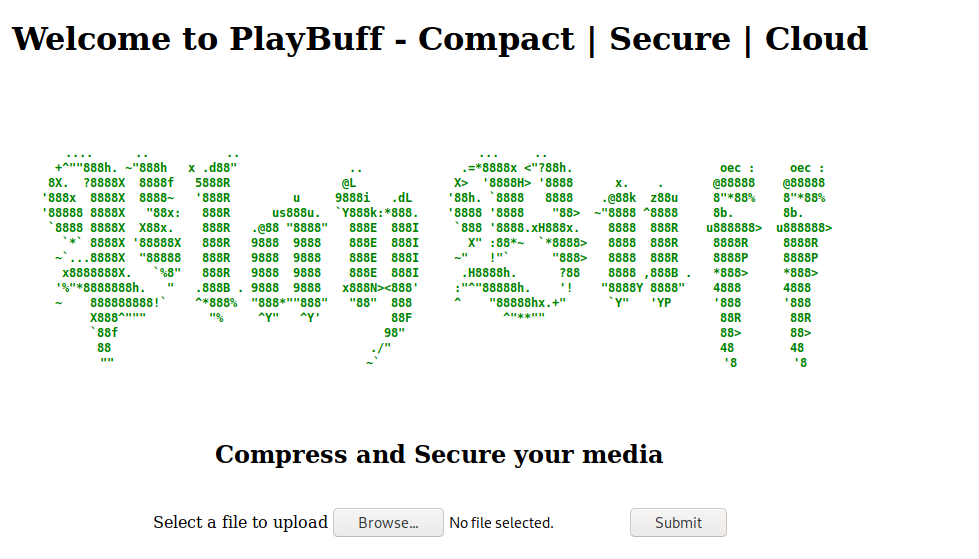 Welcome to PlayBuff - Compact | Secure | Cloud
PlayBuff
Compress and Secure your media
Select a file to upload Browse... No file selected. Submit